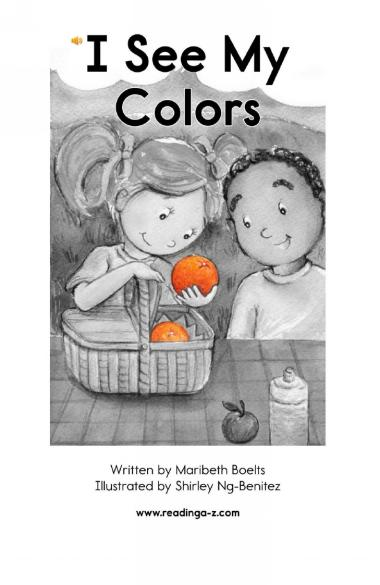 I See My
Colors
Written by Maribeth Boelts
Illustrated by Shirley Ng-Benitez
www.readinga-z.com